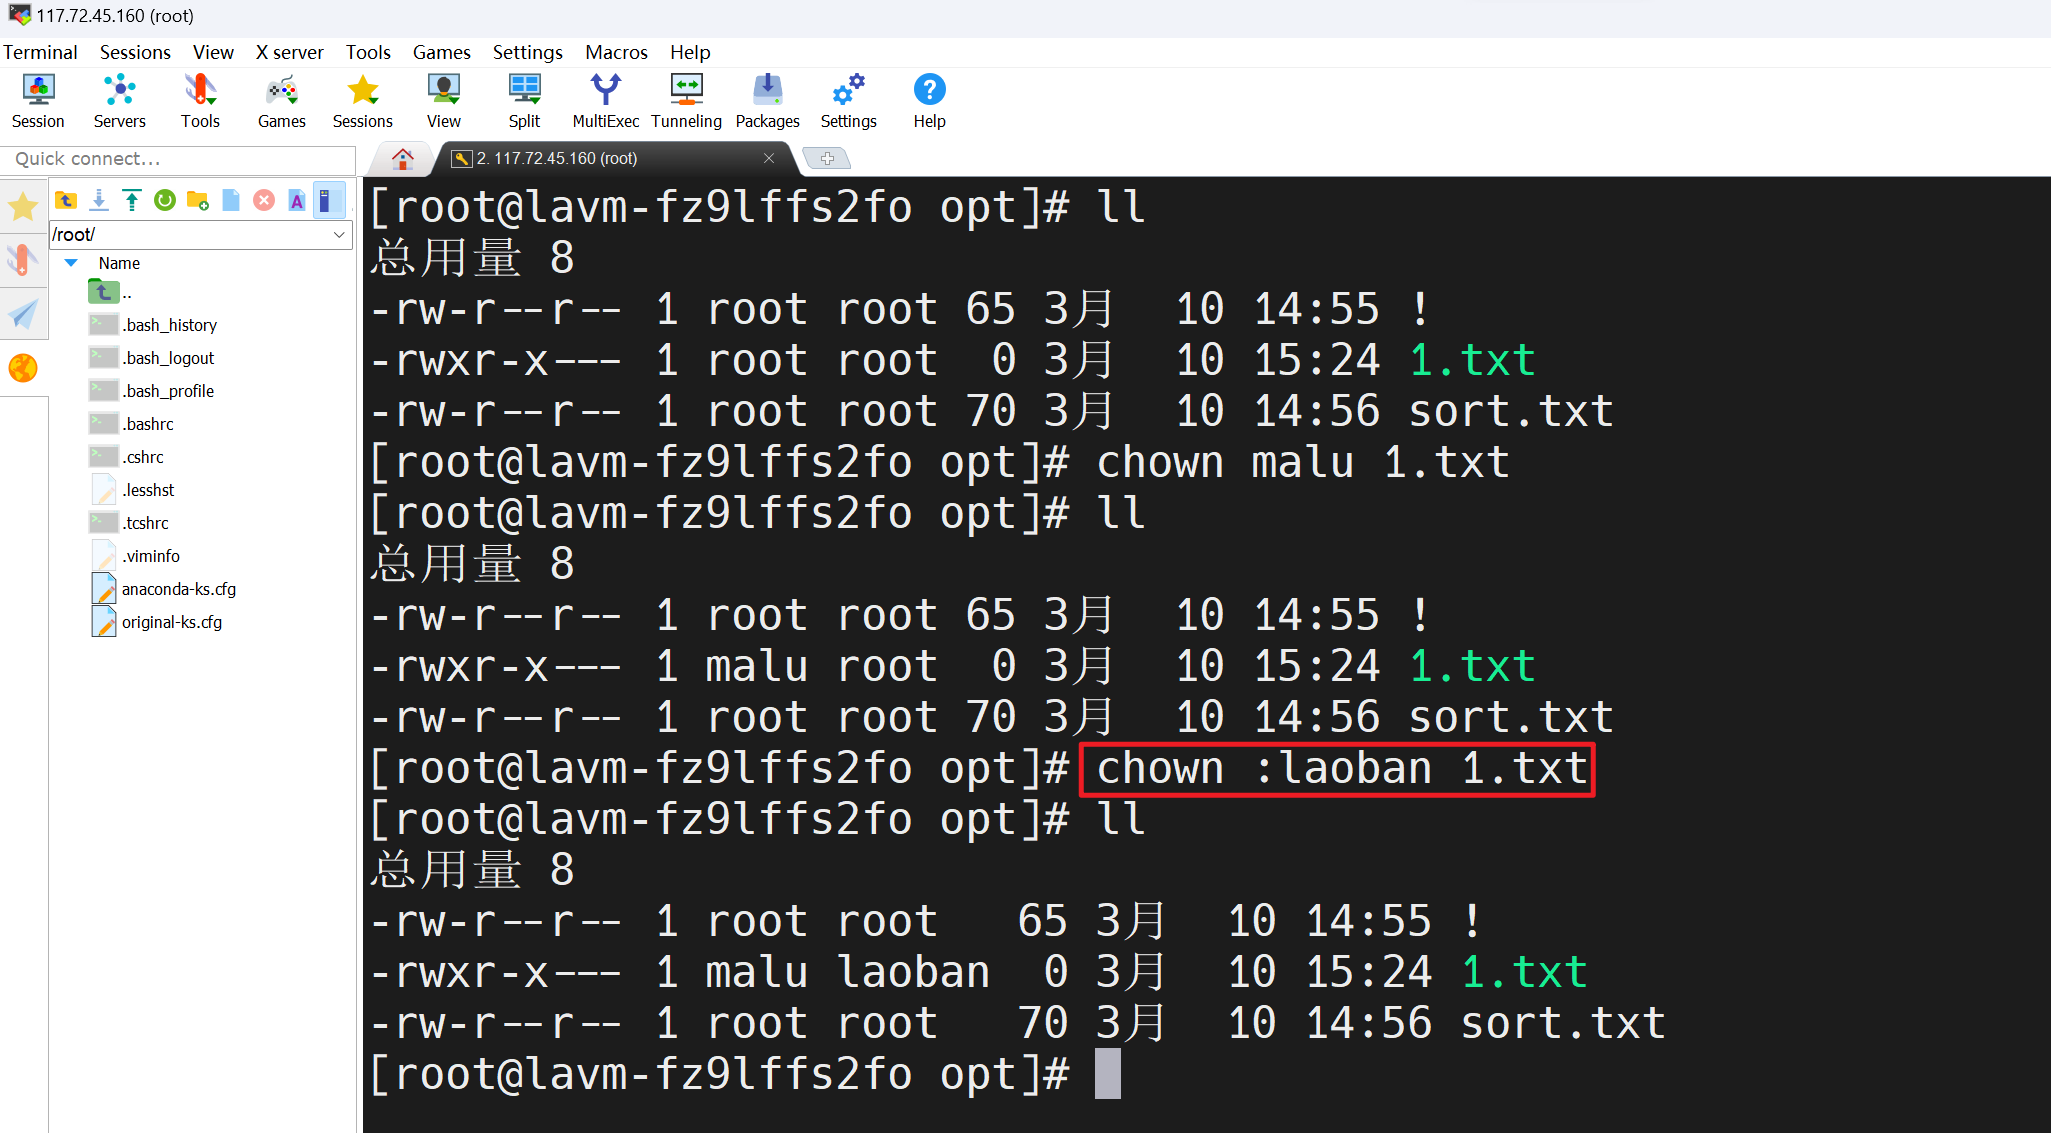 117.72.45.160 (root)
Terminal Sessions View X server Tools Games Settings Macros Help
Session Servers Tools Games Sessions View Split MultiExec Tunneling Packages Settings Help
Quick connect...
2. 117.72.45.160 (root)
/root/
Name
..
.bash_history
.bash_logout
.bash_profile
.bashrc
.cshrc
.lesshst
.tcshrc
.viminfo
anaconda-ks.cfg
original-ks.cfg
[root@lavm-fz9lffs2fo opt]# ll
总用量 8
-rw-r--r-- 1 root root 65 3月  10 14:55 !
-rwxr-x--- 1 root root  0 3月  10 15:24 1.txt
-rw-r--r-- 1 root root 70 3月  10 14:56 sort.txt
[root@lavm-fz9lffs2fo opt]# chown malu 1.txt
[root@lavm-fz9lffs2fo opt]# ll
总用量 8
-rw-r--r-- 1 root root 65 3月  10 14:55 !
-rwxr-x--- 1 malu root  0 3月  10 15:24 1.txt
-rw-r--r-- 1 root root 70 3月  10 14:56 sort.txt
[root@lavm-fz9lffs2fo opt]# chown :laoban 1.txt
[root@lavm-fz9lffs2fo opt]# ll
总用量 8
-rw-r--r-- 1 root root   65 3月  10 14:55 !
-rwxr-x--- 1 malu laoban  0 3月  10 15:24 1.txt
-rw-r--r-- 1 root root   70 3月  10 14:56 sort.txt
[root@lavm-fz9lffs2fo opt]#